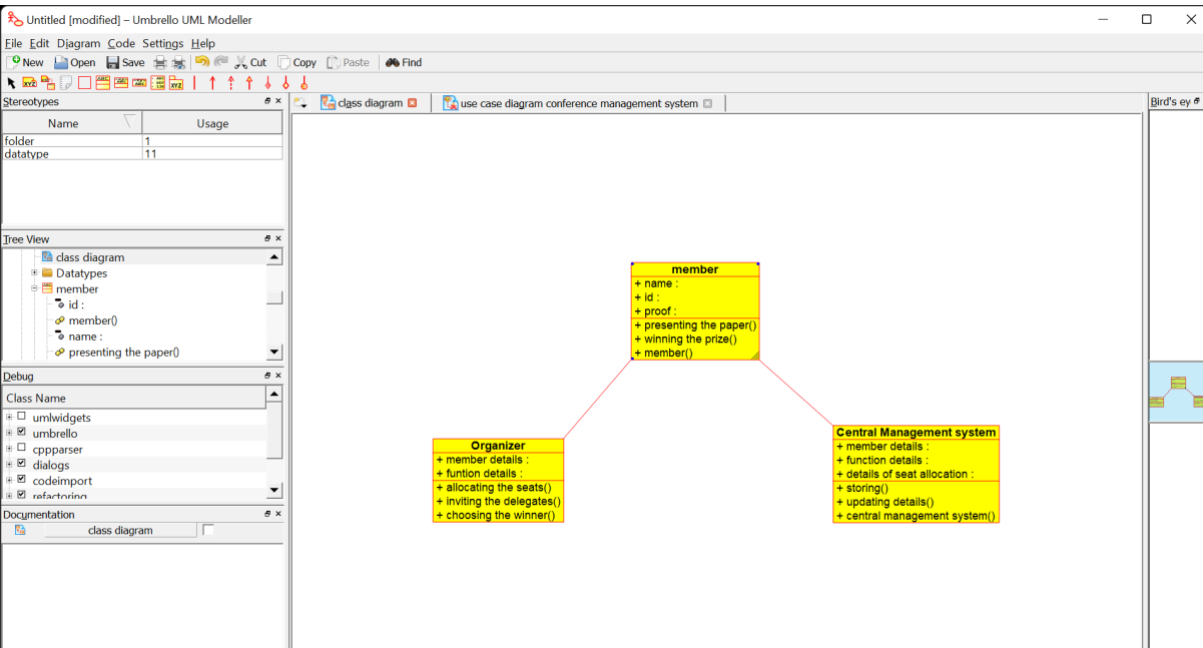 Untitled [modified] – Umbrello UML Modeller
File Edit Diagram Code Settings Help
New Open Save Cut Copy Paste Find
Stereotypes
class diagram
use case diagram conference management system
Bird's ey
Name Usage
folder 1
datatype 11
Tree View
class diagram
Datatypes
member
id :
member()
name :
presenting the paper()
Debug
Class Name
umlwidgets
umbrello
cppparser
dialogs
codeimport
refactoring
Documentation
class diagram
member
+ name :
+ id :
+ proof :
+ presenting the paper()
+ winning the prize()
+ member()
Organizer
+ member details :
+ funtion details :
+ allocating the seats()
+ inviting the delegates()
+ choosing the winner()
Central Management system
+ member details :
+ function details :
+ details of seat allocation :
+ storing()
+ updating details()
+ central management system()